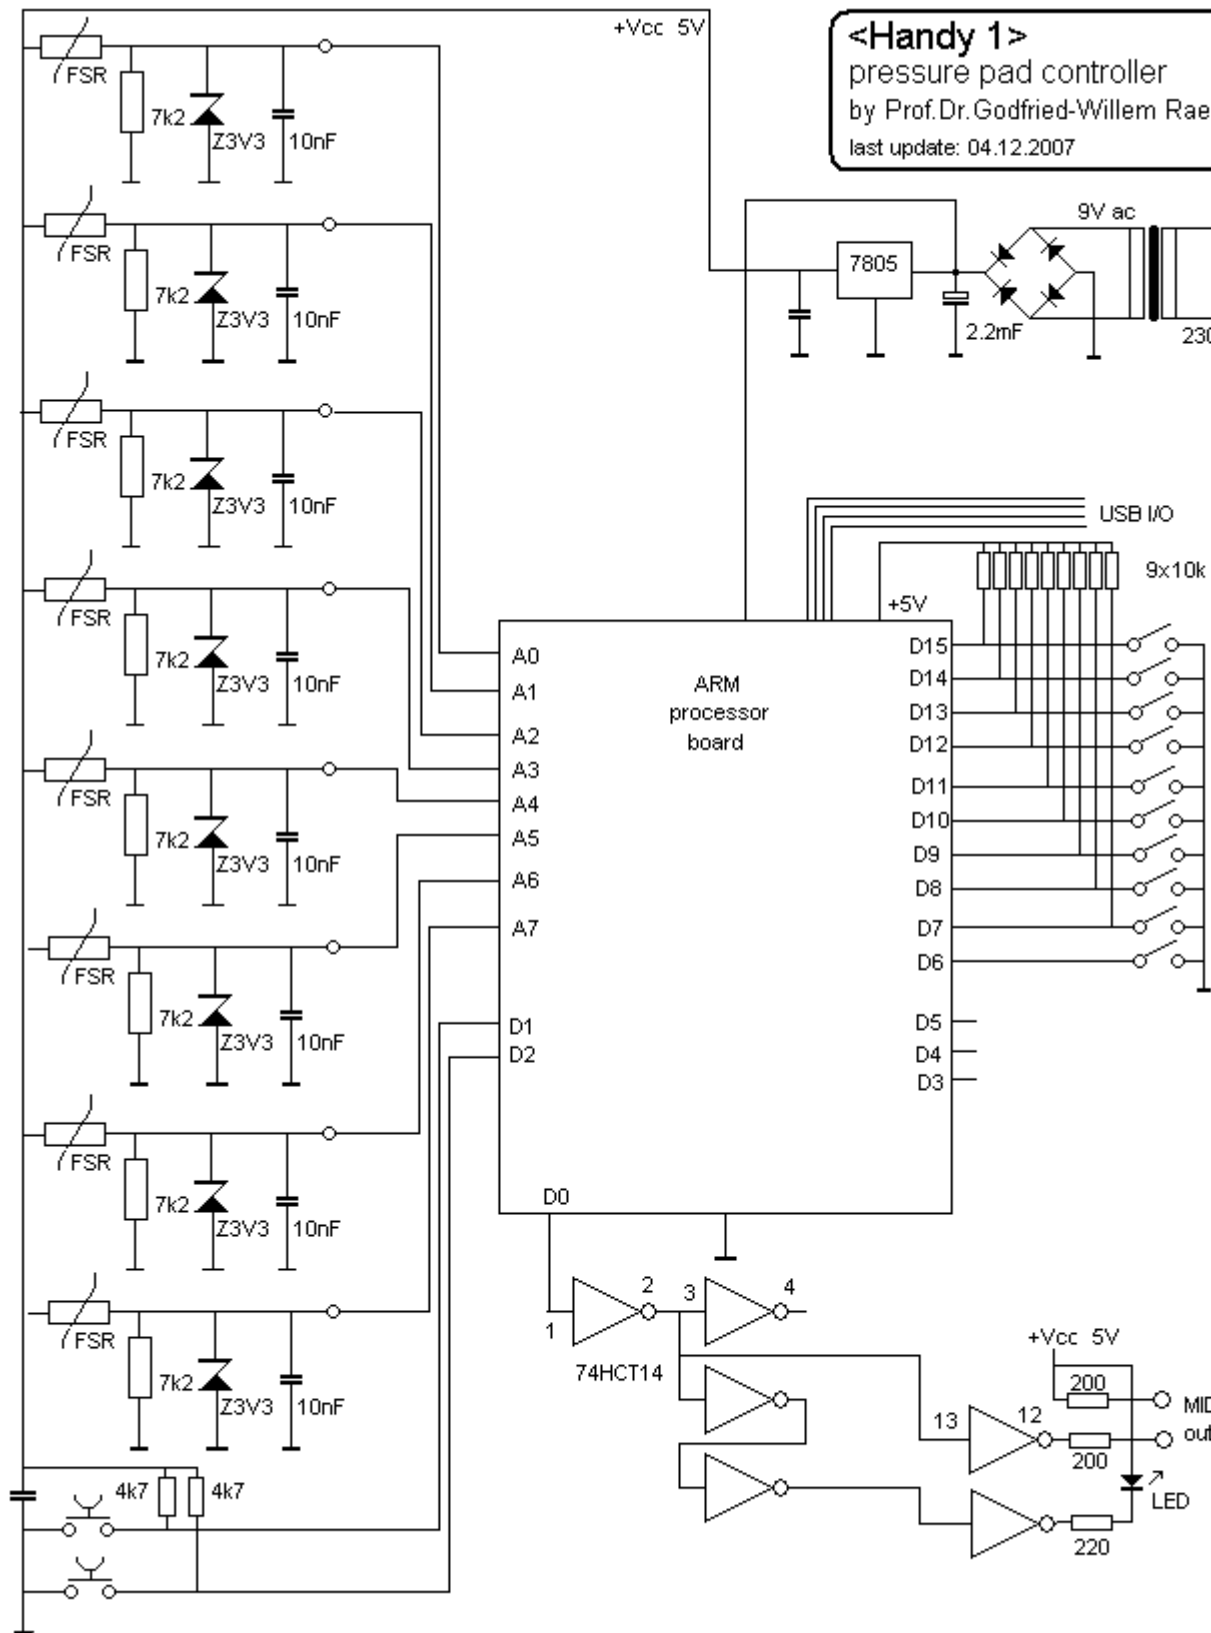 +Vcc 5V
<Handy 1>
pressure pad controller
by Prof.Dr.Godfried-Willem Rae
last update: 04.12.2007
FSR
7k2
Z3V3
10nF
FSR
7k2
Z3V3
10nF
9V ac
7805
2.2mF
230
FSR
7k2
Z3V3
10nF
USB I/O
9x10k
+5V
FSR
7k2
Z3V3
10nF
FSR
7k2
Z3V3
10nF
FSR
7k2
Z3V3
10nF
FSR
7k2
Z3V3
10nF
FSR
7k2
Z3V3
10nF
A0
A1
A2
A3
A4
A5
A6
A7
D1
D2
D0
ARM
processor
board
D15
D14
D13
D12
D11
D10
D9
D8
D7
D6
D5
D4
D3
1
2
3
4
74HCT14
13
12
+Vcc 5V
200
200
MID
out
LED
220
4k7
4k7